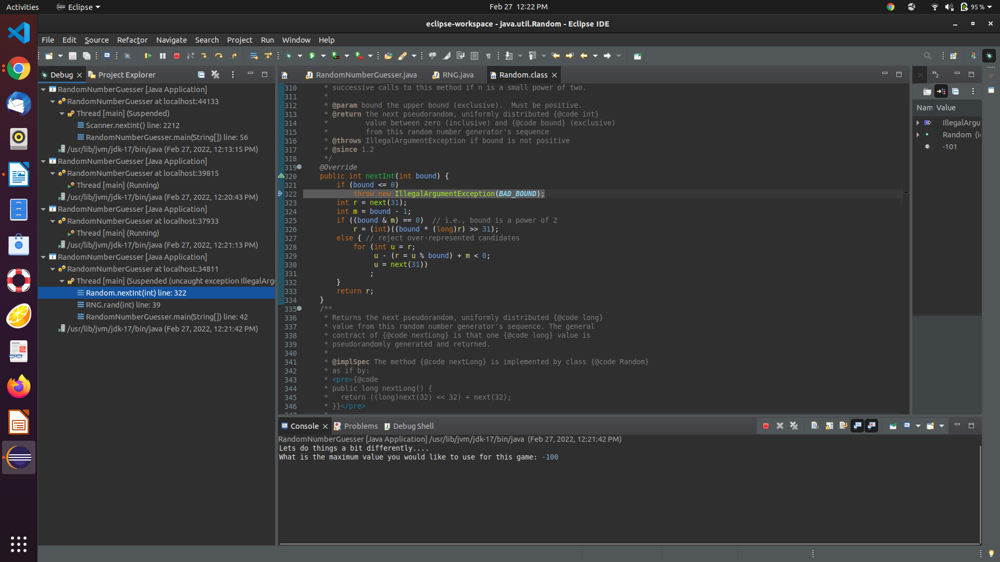 Activities
Eclipse
Feb 27 12:22 PM
95 %
eclipse-workspace - java.util.Random - Eclipse IDE
File Edit Source Refactor Navigate Search Project Run Window Help
Debug Project Explorer
RandomNumberGuesser [Java Application]
RandomNumberGuesser at localhost:44133
Thread [main] (Suspended)
Scanner.nextInt() line: 2212
RandomNumberGuesser.main(String[]) line: 56
/usr/lib/jvm/jdk-17/bin/java (Feb 27, 2022, 12:13:15 PM)
RandomNumberGuesser [Java Application]
RandomNumberGuesser at localhost:39815
Thread [main] (Running)
/usr/lib/jvm/jdk-17/bin/java (Feb 27, 2022, 12:20:43 PM)
RandomNumberGuesser [Java Application]
RandomNumberGuesser at localhost:37933
Thread [main] (Running)
/usr/lib/jvm/jdk-17/bin/java (Feb 27, 2022, 12:21:13 PM)
RandomNumberGuesser [Java Application]
RandomNumberGuesser at localhost:34811
Thread [main] (Suspended (uncaught exception IllegalArgu
Random.nextInt(int) line: 322
RNG.rand(int) line: 39
RandomNumberGuesser.main(String[]) line: 42
/usr/lib/jvm/jdk-17/bin/java (Feb 27, 2022, 12:21:42 PM)
RandomNumberGuesser.java RNG.java Random.class
310 * successive calls to this method if n is a small power of two.
311 *
312 * @param bound the upper bound (exclusive).  Must be positive.
313 * @return the next pseudorandom, uniformly distributed {@code int}
314 *         value between zero (inclusive) and {@code bound} (exclusive)
315 *         from this random number generator's sequence
316 * @throws IllegalArgumentException if bound is not positive
317 * @since 1.2
318 */
319 @Override
320 public int nextInt(int bound) {
321 if (bound <= 0)
322 throw new IllegalArgumentException(BAD_BOUND);
323 int r = next(31);
324 int m = bound - 1;
325 if ((bound & m) == 0)  // i.e., bound is a power of 2
326 r = (int)((bound * (long)r) >> 31);
327 else { // reject over-represented candidates
328 for (int u = r;
329 u - (r = u % bound) + m < 0;
330 u = next(31))
331 ;
332 }
333 return r;
334 }
335 /**
336 * Returns the next pseudorandom, uniformly distributed {@code long}
337 * value from this random number generator's sequence. The general
338 * contract of {@code nextLong} is that one {@code long} value is
339 * pseudorandomly generated and returned.
340 *
341 * @implSpec The method {@code nextLong} is implemented by class {@code Random}
342 * as if by:
343 * <pre>{@code
344 * public long nextLong() {
345 *   return ((long)next(32) << 32) + next(32);
346 * }}</pre>
Nam Value
IllegalArgu
Random (i
-101
Console Problems Debug Shell
RandomNumberGuesser [Java Application] /usr/lib/jvm/jdk-17/bin/java (Feb 27, 2022, 12:21:42 PM)
Lets do things a bit differently....
What is the maximum value you would like to use for this game: -100